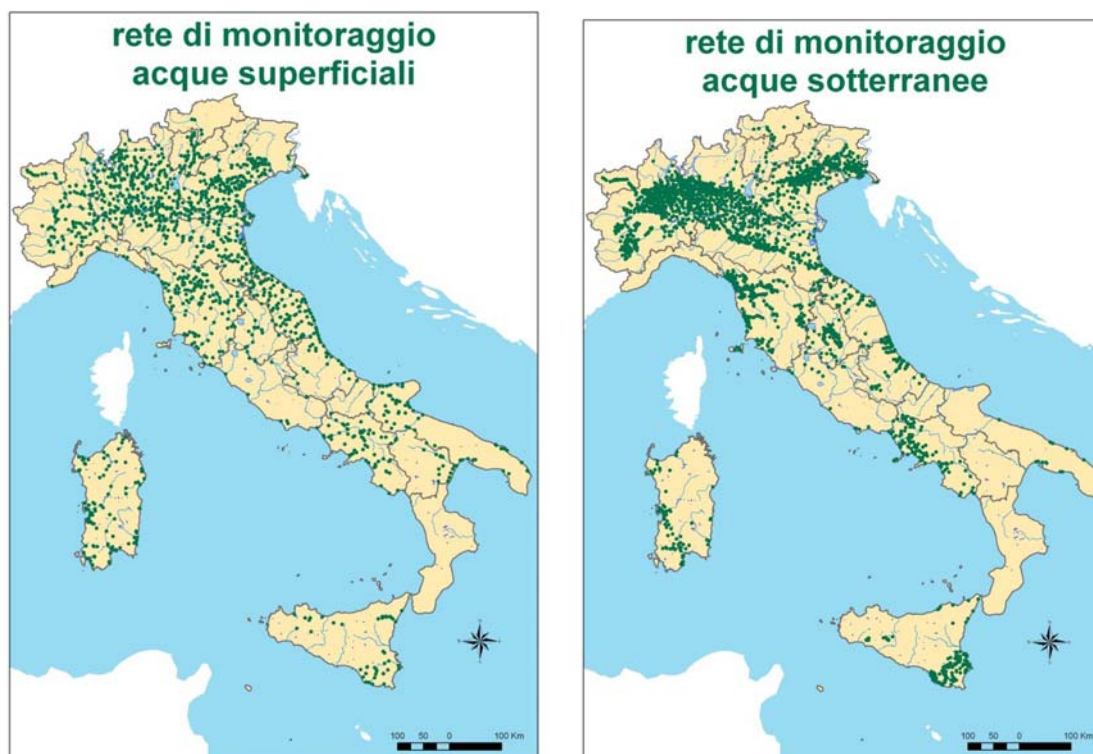 rete di monitoraggio
acque superficiali
100 50 0 100 Km
rete di monitoraggio
acque sotterranee
100 50 0 100 Km